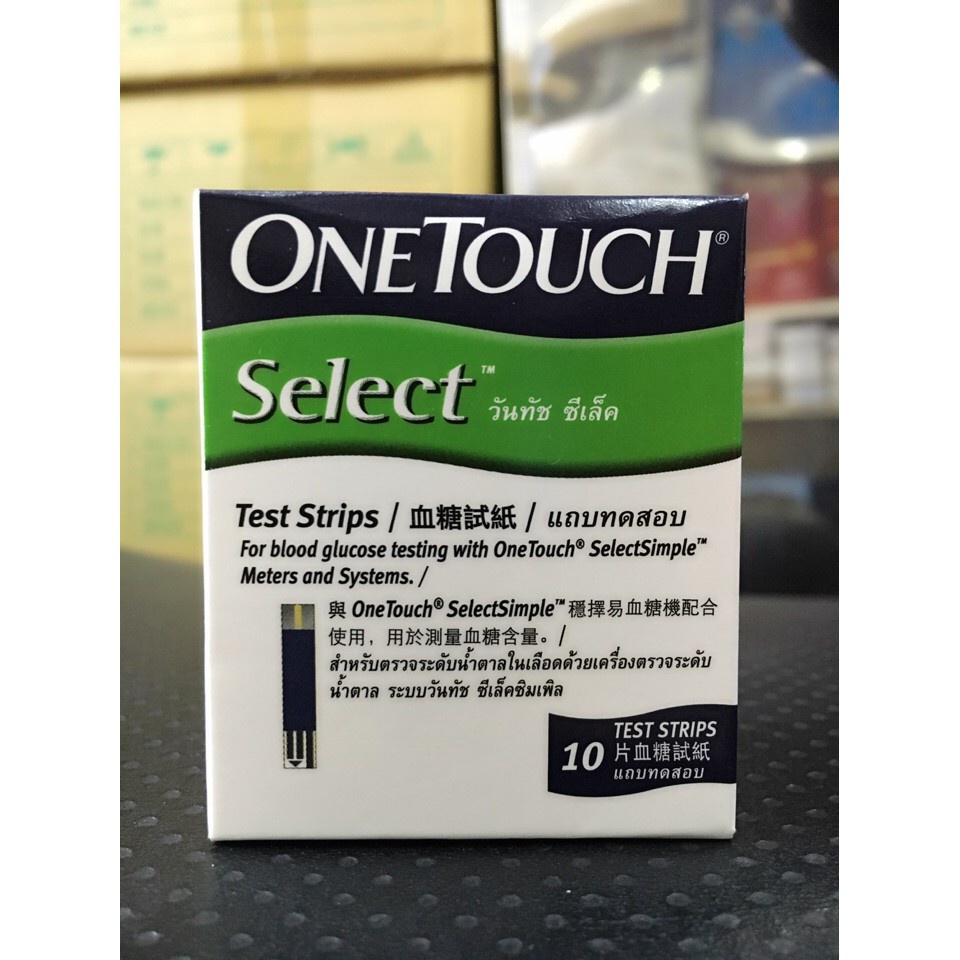 ONETOUCH®
Select™ วันทัช ซีเล็ค
Test Strips / 血糖試紙 / แถบทดสอบ
For blood glucose testing with OneTouch® SelectSimple™
Meters and Systems. /
與 OneTouch® SelectSimple™ 穩擇易血糖機配合
使用，用於測量血糖含量。/
สำหรับตรวจระดับน้ำตาลในเลือดด้วยเครื่องตรวจระดับ
น้ำตาล ระบบวันทัช ซีเล็คซิมเพิล
10 TEST STRIPS
片血糖試紙
แถบทดสอบ